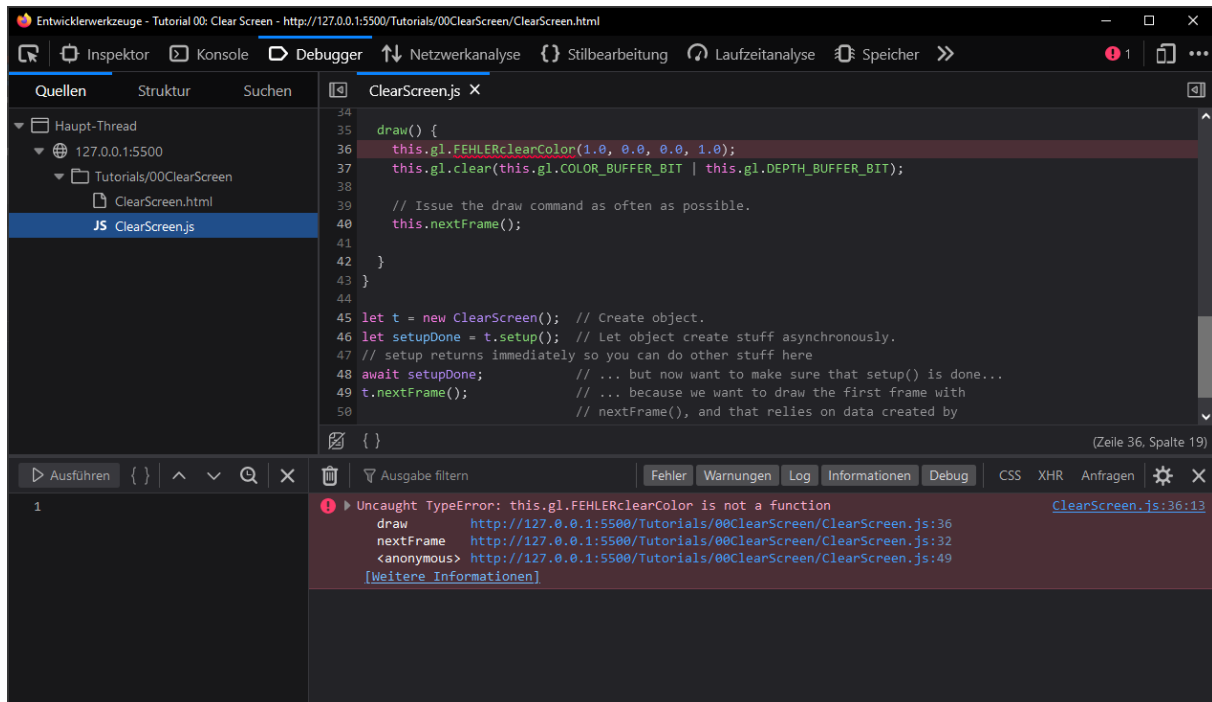 Entwicklerwerkzeuge - Tutorial 00: Clear Screen - http://127.0.0.1:5500/Tutorials/00ClearScreen/ClearScreen.html
Inspektor Konsole Debugger Netzwerkanalyse {} Stilbearbeitung Laufzeitanalyse Speicher 1
Quellen Struktur Suchen
ClearScreen.js
Haupt-Thread
127.0.0.1:5500
Tutorials/00ClearScreen
ClearScreen.html
JS ClearScreen.js
34
35 draw() {
36 this.gl.FEHLERclearColor(1.0, 0.0, 0.0, 1.0);
37 this.gl.clear(this.gl.COLOR_BUFFER_BIT | this.gl.DEPTH_BUFFER_BIT);
38
39 // Issue the draw command as often as possible.
40 this.nextFrame();
41
42 }
43 }
44
45 let t = new ClearScreen(); // Create object.
46 let setupDone = t.setup(); // Let object create stuff asynchronously.
47 // setup returns immediately so you can do other stuff here
48 await setupDone; // ... but now want to make sure that setup() is done...
49 t.nextFrame(); // ... because we want to draw the first frame with
50 // nextFrame(), and that relies on data created by
{ } (Zeile 36, Spalte 19)
Ausführen { } Ausgabe filtern Fehler Warnungen Log Informationen Debug CSS XHR Anfragen
1
Uncaught TypeError: this.gl.FEHLERclearColor is not a function ClearScreen.js:36:13
draw http://127.0.0.1:5500/Tutorials/00ClearScreen/ClearScreen.js:36
nextFrame http://127.0.0.1:5500/Tutorials/00ClearScreen/ClearScreen.js:32
<anonymous> http://127.0.0.1:5500/Tutorials/00ClearScreen/ClearScreen.js:49
[Weitere Informationen]